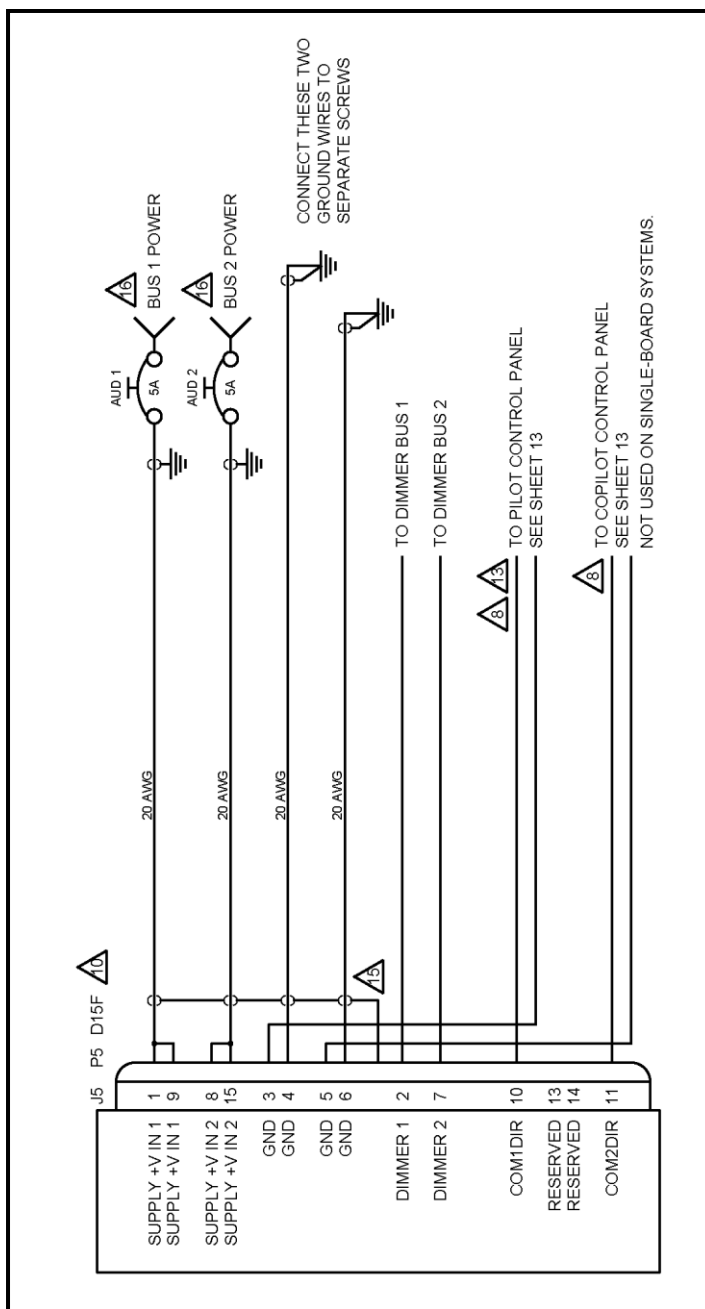 J5
P5
D15F
10
SUPPLY +V IN 1
1
SUPPLY +V IN 1
9
SUPPLY +V IN 2
8
SUPPLY +V IN 2
15
GND
3
GND
4
GND
5
GND
6
DIMMER 1
2
DIMMER 2
7
COM1DIR
10
RESERVED
13
RESERVED
14
COM2DIR
11
15
20 AWG
20 AWG
20 AWG
20 AWG
AUD 1
5A
16
BUS 1 POWER
AUD 2
5A
16
BUS 2 POWER
CONNECT THESE TWO
GROUND WIRES TO
SEPARATE SCREWS
TO DIMMER BUS 1
TO DIMMER BUS 2
8
13
TO PILOT CONTROL PANEL
SEE SHEET 13
8
TO COPILOT CONTROL PANEL
SEE SHEET 13
NOT USED ON SINGLE-BOARD SYSTEMS.